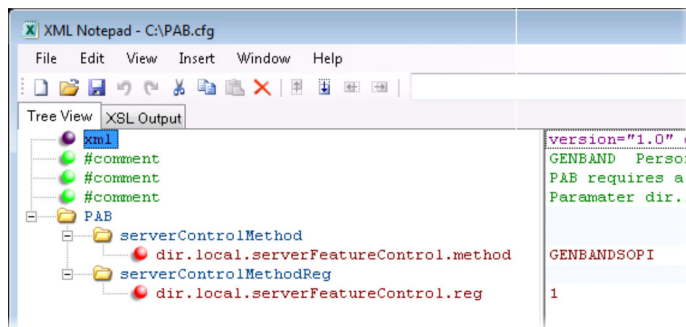 XML Notepad - C:\PAB.cfg
File Edit View Insert Window Help
Tree View XSL Output
xml version="1.0"
#comment GENBAND Perso
#comment PAB requires a
#comment Paramater dir.
PAB
serverControlMethod
dir.local.serverFeatureControl.method GENBANDSOPI
serverControlMethodReg
dir.local.serverFeatureControl.reg 1